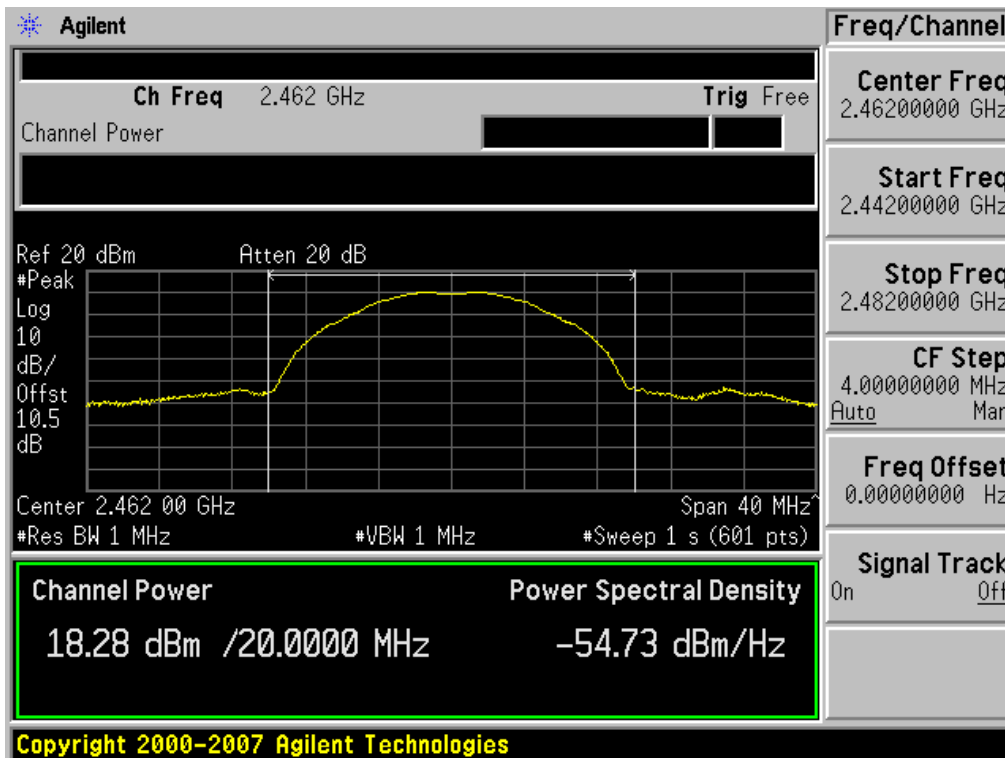 Agilent
Freq/Channel
Ch Freq 2.462 GHz Trig Free
Channel Power
Center Freq
2.46200000 GHz
Start Freq
2.44200000 GHz
Stop Freq
2.48200000 GHz
CF Step
4.00000000 MHz
Auto Man
Freq Offset
0.00000000 Hz
Signal Track
On Off
Ref 20 dBm Atten 20 dB
#Peak
Log
10
dB/
Offst
10.5
dB
Center 2.462 00 GHz Span 40 MHz^
#Res BW 1 MHz #VBW 1 MHz #Sweep 1 s (601 pts)
Channel Power Power Spectral Density
18.28 dBm /20.0000 MHz -54.73 dBm/Hz
Copyright 2000-2007 Agilent Technologies